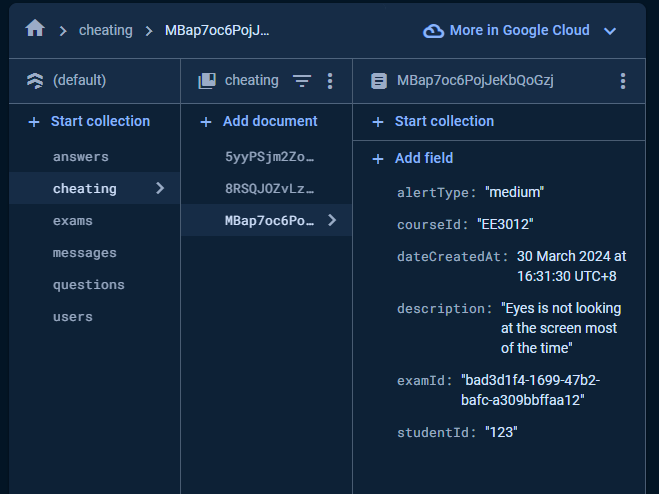 cheating
MBap7oc6PojJ...
More in Google Cloud
(default)
cheating
MBap7oc6PojJeKbQoGzj
+ Start collection
+ Add document
+ Start collection
answers
cheating
exams
messages
questions
users
5yyPSjm2Zo...
8RSQJOZvLz...
MBap7oc6Po...
+ Add field
alertType: "medium"
courseId: "EE3012"
dateCreatedAt: 30 March 2024 at
16:31:30 UTC+8
description: "Eyes is not looking
at the screen most
of the time"
examId: "bad3d1f4-1699-47b2-
bafc-a309bbffaa12"
studentId: "123"